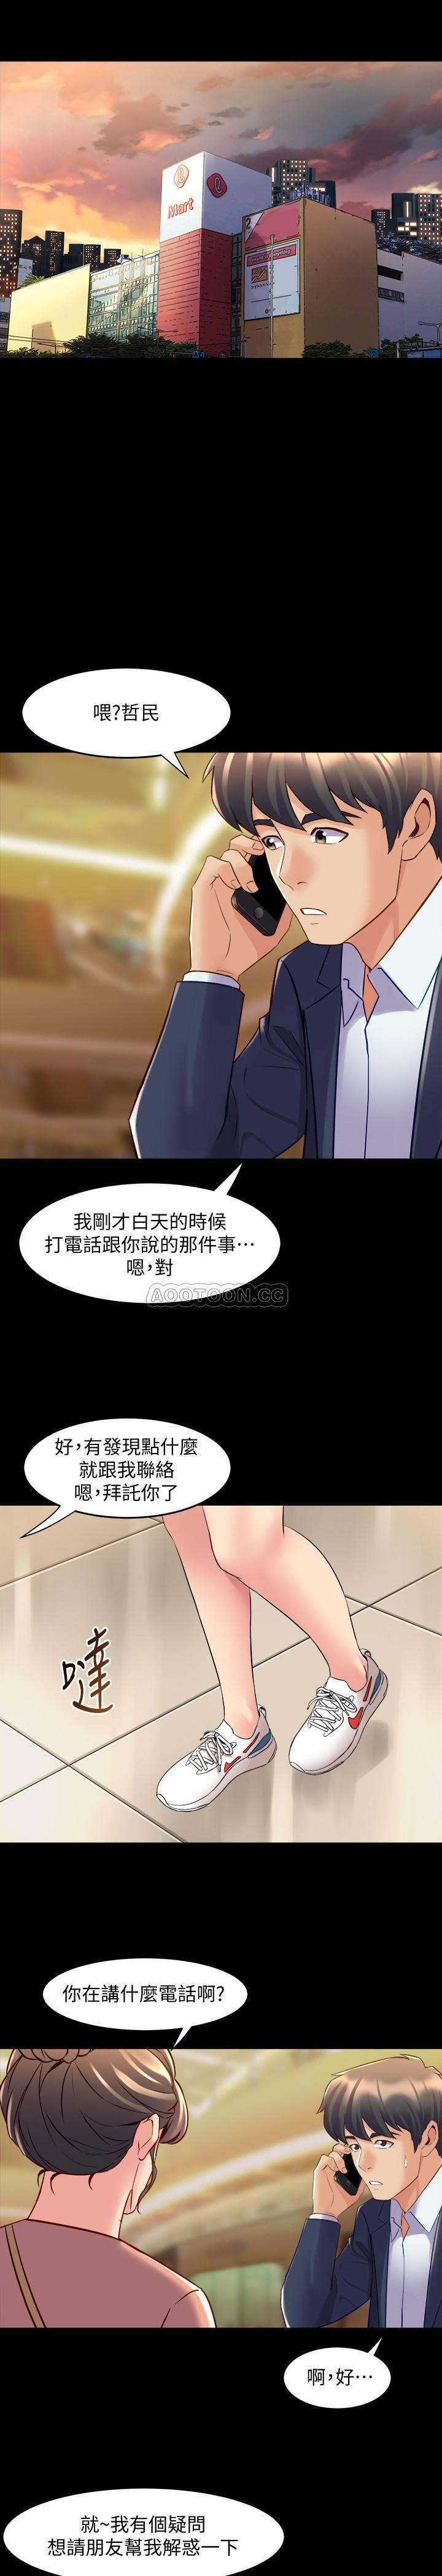 Mart
2
喂?哲民
我剛才白天的時候
打電話跟你說的那件事⋯
嗯,對
AOOTOON.CC
好,有發現點什麼
就跟我聯絡
嗯,拜託你了
噠
你在講什麼電話啊?
啊,好⋯
就~我有個疑問
想請朋友幫我解惑一下